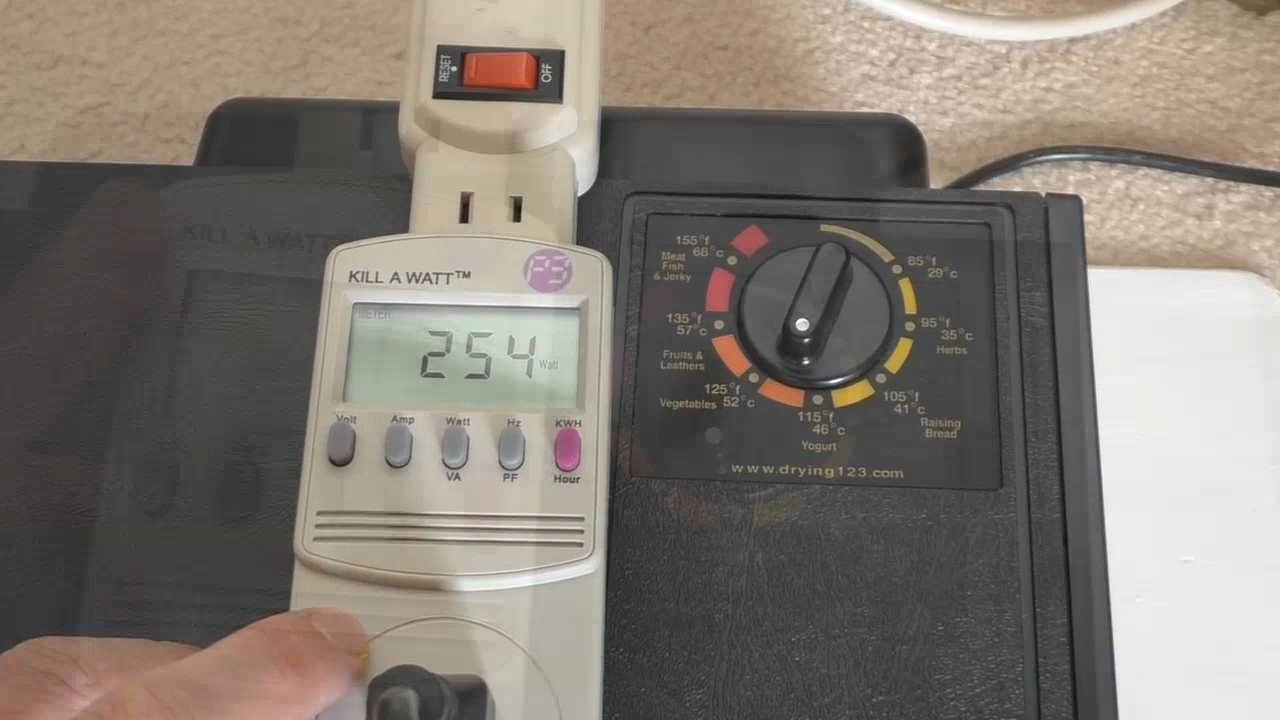 RESET
OFF
KILL A WATT™
P3
METER
254 Watt
Volt Amp Watt Hz KWH
VA PF Hour
155°f
68°c
Meat
Fish
& Jerky
135°f
57°c
Fruits &
Leathers
125°f
52°c
Vegetables
115°f
46°c
Yogurt
85°f
29°c
95°f
35°c
Herbs
105°f
41°c
Raising
Bread
www.drying123.com
KILL A WATT